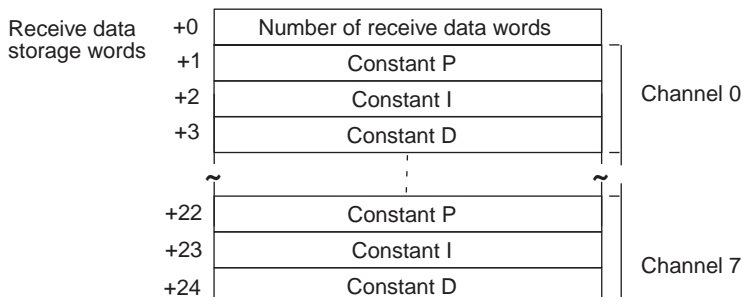 Receive data
storage words
+0 Number of receive data words
+1 Constant P
+2 Constant I
+3 Constant D
Channel 0
~ ~
+22 Constant P
+23 Constant I
+24 Constant D
Channel 7